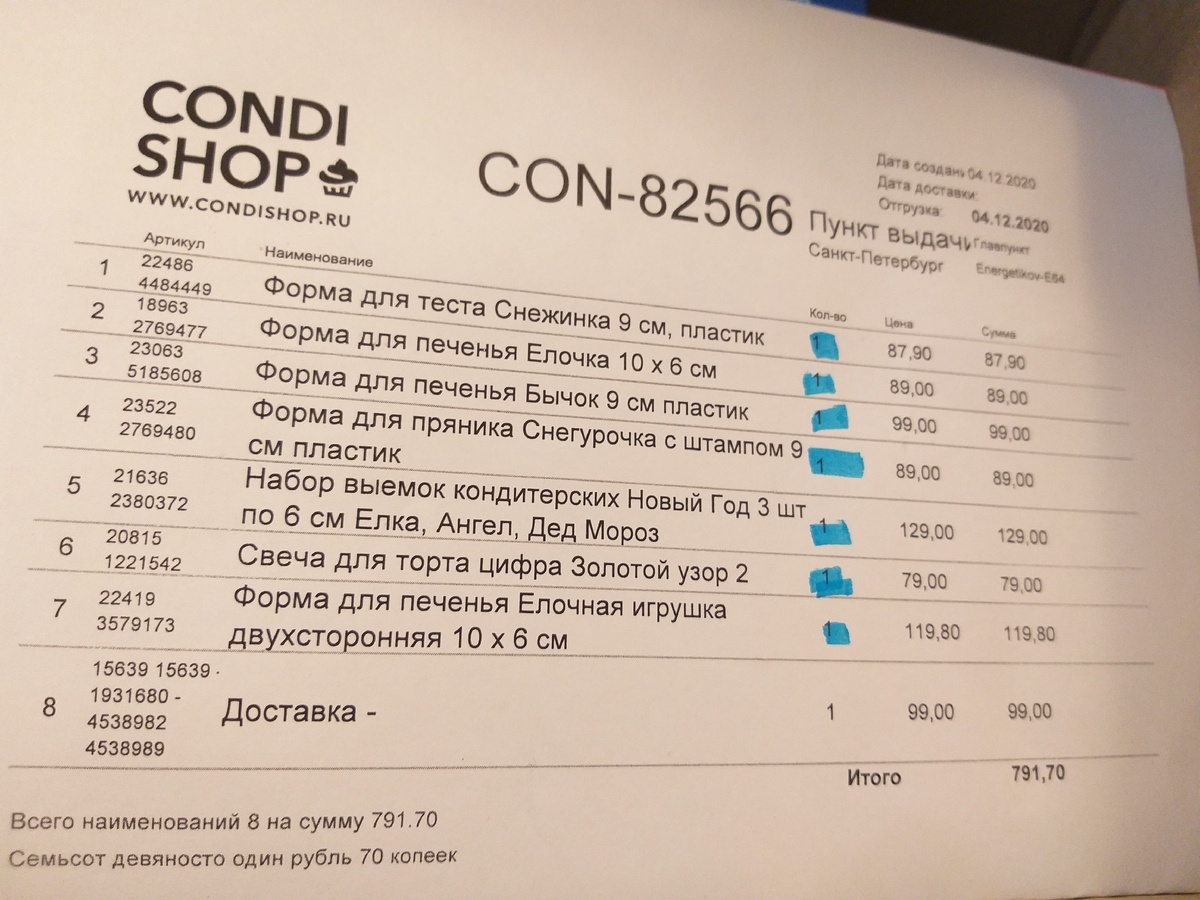 CONDI
SHOP
WWW.CONDISHOP.RU
CON-82566
Дата создань 04.12.2020
Дата доставки:
Отгрузка: 04.12.2020
Пункт выдачи Главпункт
Санкт-Петербург Energetikov-E64
Артикул Наименование Кол-во Цена Сумма
1 22486 4484449 Форма для теста Снежинка 9 см, пластик 1 87,90 87,90
2 18963 2769477 Форма для печенья Елочка 10 х 6 см 1 89,00 89,00
3 23063 5185608 Форма для печенья Бычок 9 см пластик 1 99,00 99,00
4 23522 2769480 Форма для пряника Снегурочка с штампом 9 1 89,00 89,00
см пластик
5 21636 2380372 Набор выемок кондитерских Новый Год 3 шт 1 129,00 129,00
по 6 см Елка, Ангел, Дед Мороз
6 20815 1221542 Свеча для торта цифра Золотой узор 2 1 79,00 79,00
7 22419 3579173 Форма для печенья Елочная игрушка 1 119,80 119,80
двухсторонняя 10 х 6 см
15639 15639 -
1931680 -
8 4538982 Доставка - 1 99,00 99,00
4538989
Итого 791,70
Всего наименований 8 на сумму 791.70
Семьсот девяносто один рубль 70 копеек